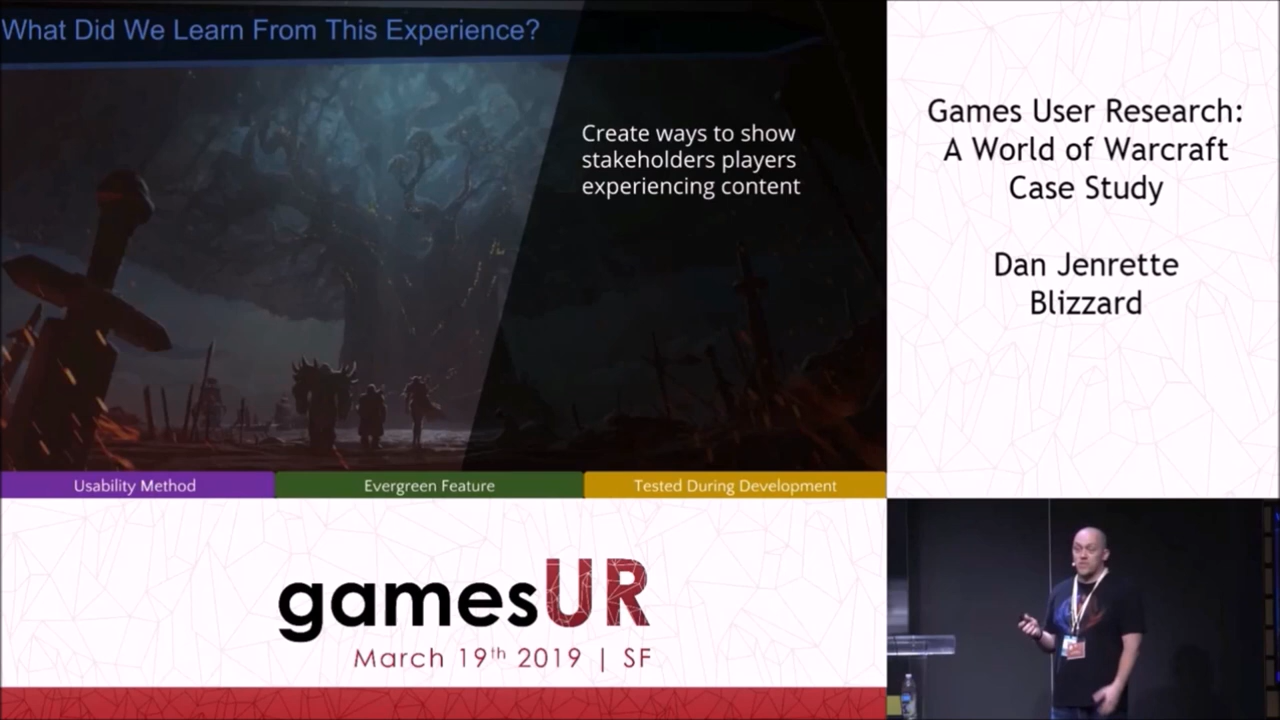 What Did We Learn From This Experience?
Create ways to show
stakeholders players
experiencing content
Usability Method
Evergreen Feature
Tested During Development
Games User Research:
A World of Warcraft
Case Study
Dan Jenrette
Blizzard
gamesUR
March 19th 2019 | SF